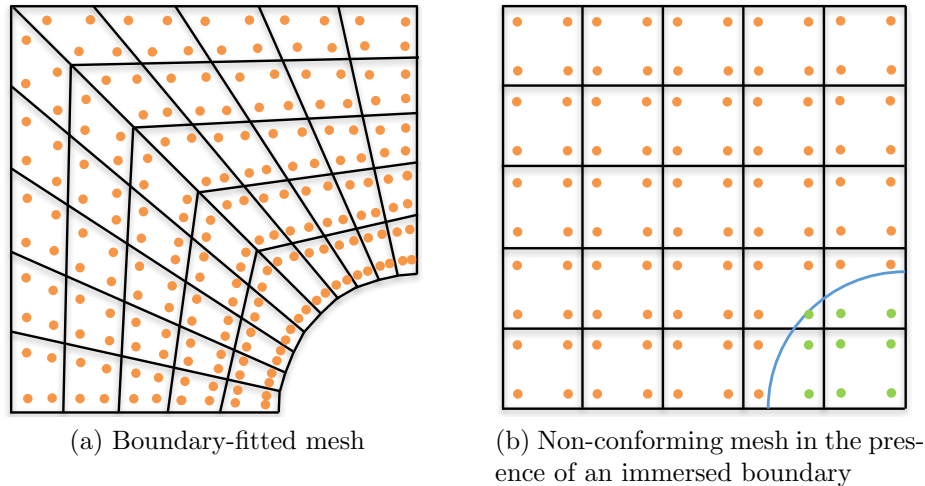 (a) Boundary-fitted mesh
(b) Non-conforming mesh in the pres-
ence of an immersed boundary